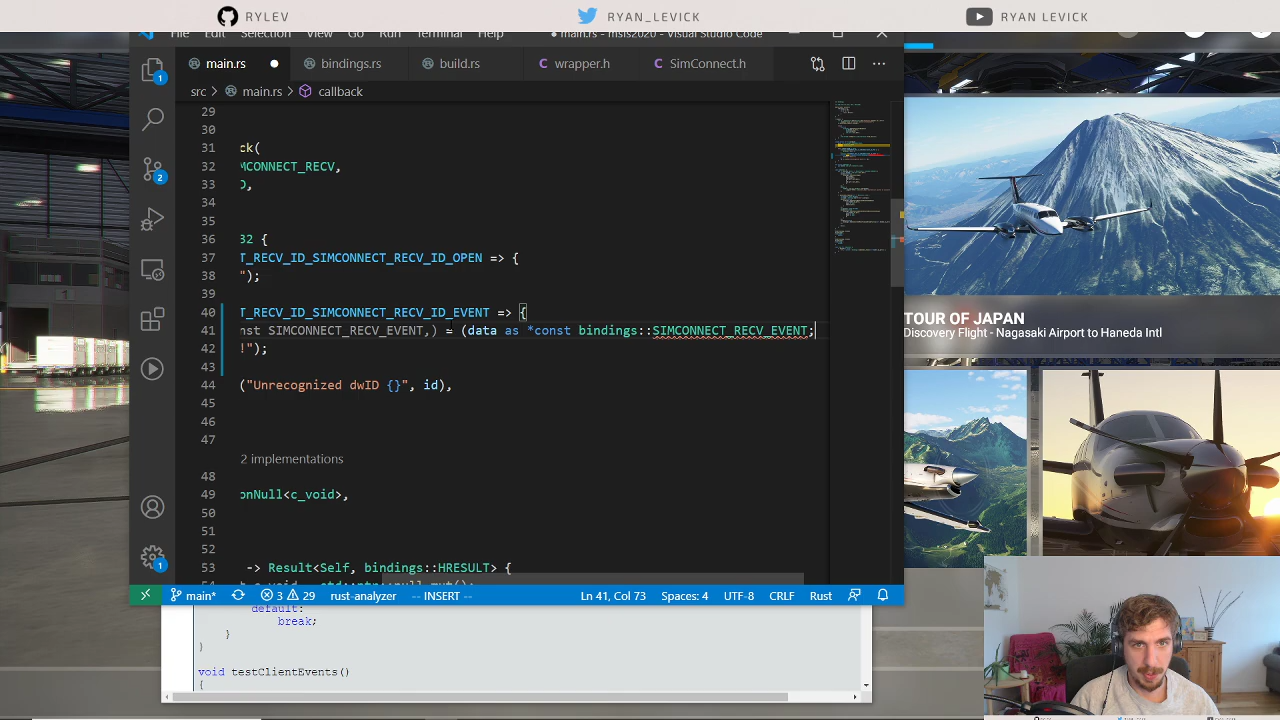 RYLEV
RYAN_LEVICK
RYAN LEVICK
File Edit Selection View Go Run Terminal Help
● main.rs - msfs2020 - Visual Studio Code
main.rs
bindings.rs
build.rs
C wrapper.h
C SimConnect.h
src > main.rs > callback
29
30
31 ck(
32 CONNECT_RECV,
33 D,
34
35
36 32 {
37 T_RECV_ID_SIMCONNECT_RECV_ID_OPEN => {
38 ");
39
40 T_RECV_ID_SIMCONNECT_RECV_ID_EVENT => {
41 nst SIMCONNECT_RECV_EVENT,) = (data as *const bindings::SIMCONNECT_RECV_EVENT;
42 !");
43
44 ("Unrecognized dwID {}", id),
45
46
47
2 implementations
48
49 onNull<c_void>,
50
51
52
53 -> Result<Self, bindings::HRESULT> {
54
1
2
1
main*
3 29
rust-analyzer
-- INSERT --
Ln 41, Col 73
Spaces: 4
UTF-8
CRLF
Rust
TOUR OF JAPAN
Discovery Flight - Nagasaki Airport to Haneda Intl
default:
break;
}
}
void testClientEvents()
{